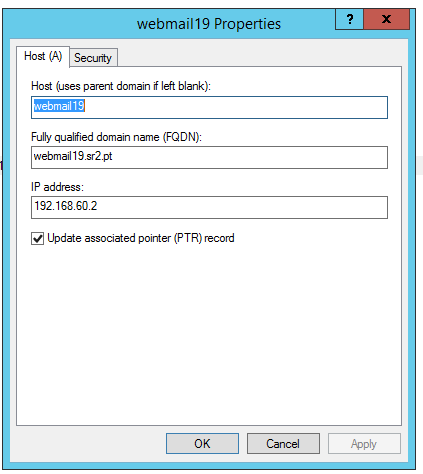 webmail19 Properties
? x
Host (A) Security
Host (uses parent domain if left blank):
webmail19
Fully qualified domain name (FQDN):
webmail19.sr2.pt
IP address:
192.168.60.2
Update associated pointer (PTR) record
OK Cancel Apply